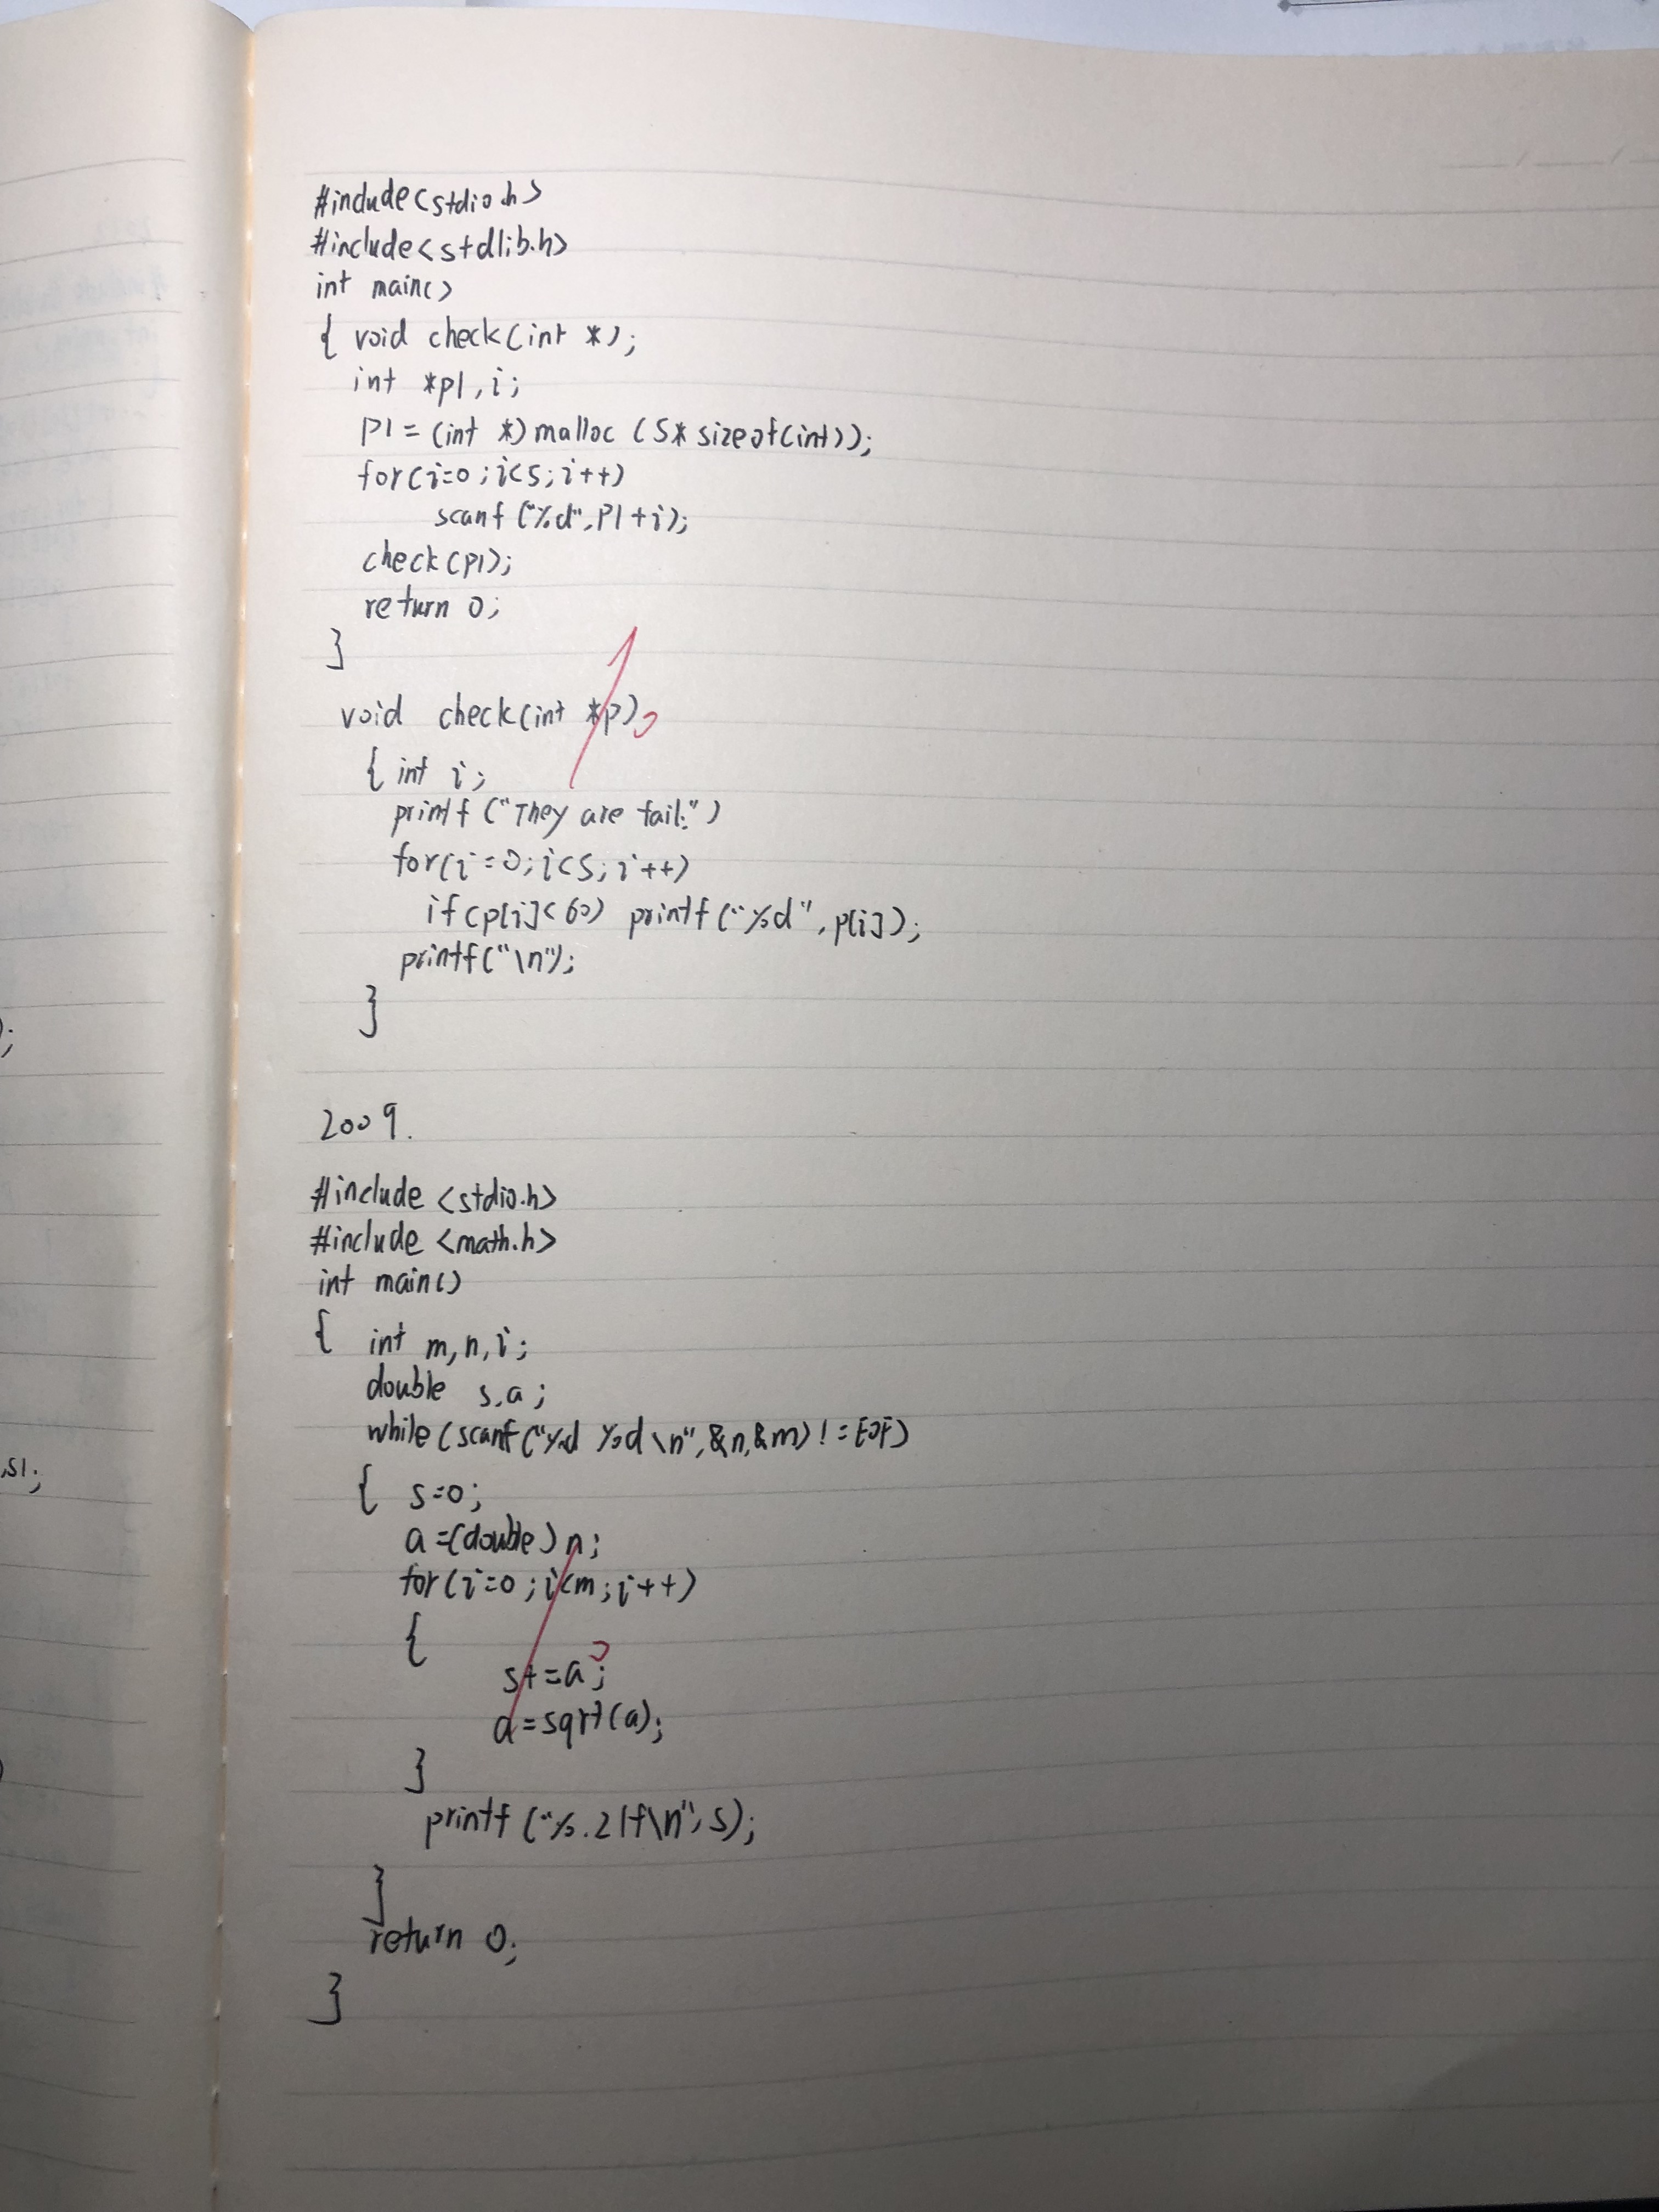 #include<stdio.h>
#include<stdlib.h>
int main()
{ void check(int *);
int *p1,i;
p1=(int *)malloc(5*sizeof(int));
for(i=0;i<5;i++)
scanf("%d",p1+i);
check(p1);
return 0;
}
void check(int *p)
{ int i;
printf("They are fail:")
for(i=0;i<5;i++)
if(p[i]<60) printf("%d",p[i]);
printf("\n");
}
);
2009.
#include <stdio.h>
#include <math.h>
int main()
{ int m,n,i;
double s,a;
while(scanf("%d %d\n",&n,&m)!=EOF)
,s1;
{ s=0;
a=(double)n;
for(i=0;i<m;i++)
{
s+=a;
a=sqrt(a);
}
printf("%.2lf\n",s);
}
return 0;
}